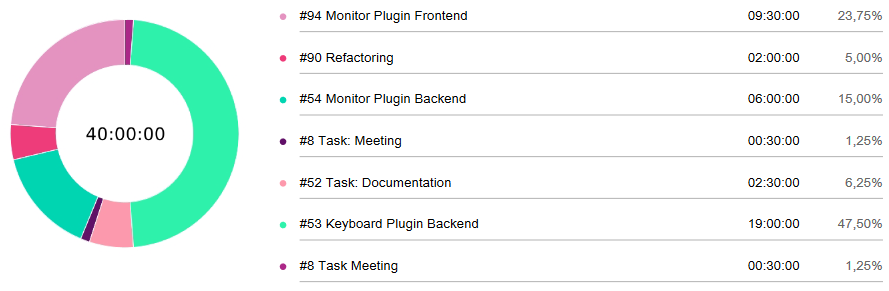 40:00:00
#94 Monitor Plugin Frontend 09:30:00 23,75%
#90 Refactoring 02:00:00 5,00%
#54 Monitor Plugin Backend 06:00:00 15,00%
#8 Task: Meeting 00:30:00 1,25%
#52 Task: Documentation 02:30:00 6,25%
#53 Keyboard Plugin Backend 19:00:00 47,50%
#8 Task Meeting 00:30:00 1,25%